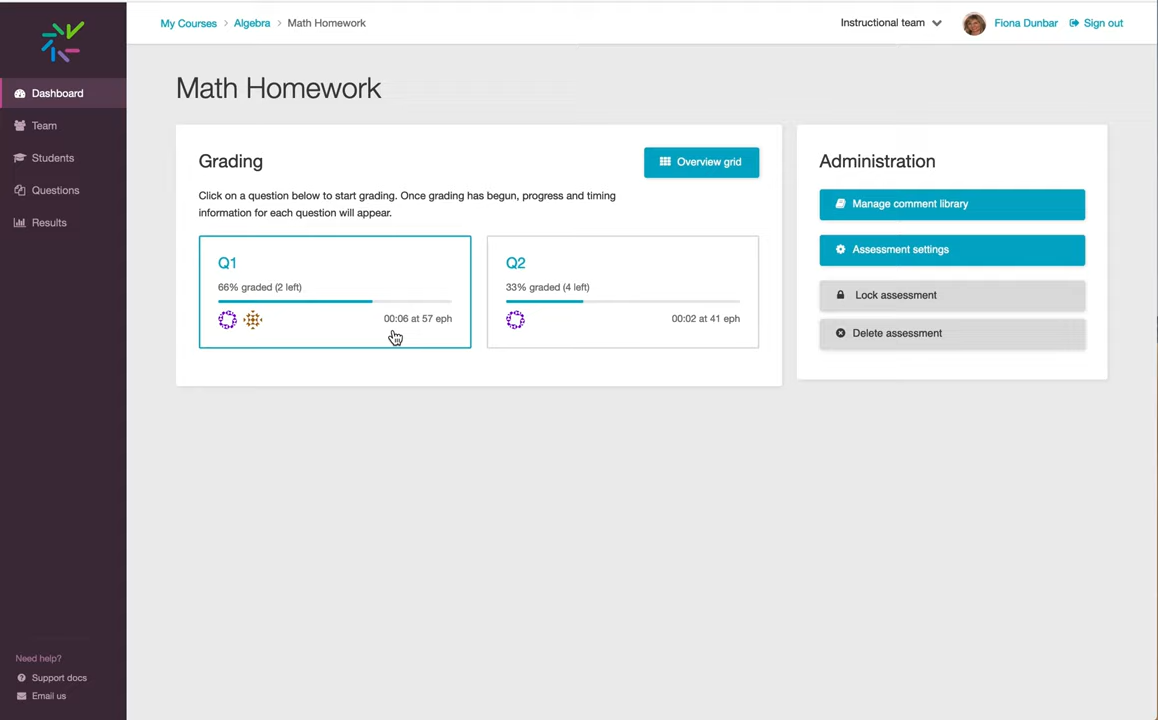 My Courses > Algebra > Math Homework
Instructional team
Fiona Dunbar
Sign out
Dashboard
Team
Students
Questions
Results
Math Homework
Grading
Overview grid
Click on a question below to start grading. Once grading has begun, progress and timing
information for each question will appear.
Q1
66% graded (2 left)
00:06 at 57 eph
Q2
33% graded (4 left)
00:02 at 41 eph
Administration
Manage comment library
Assessment settings
Lock assessment
Delete assessment
Need help?
Support docs
Email us